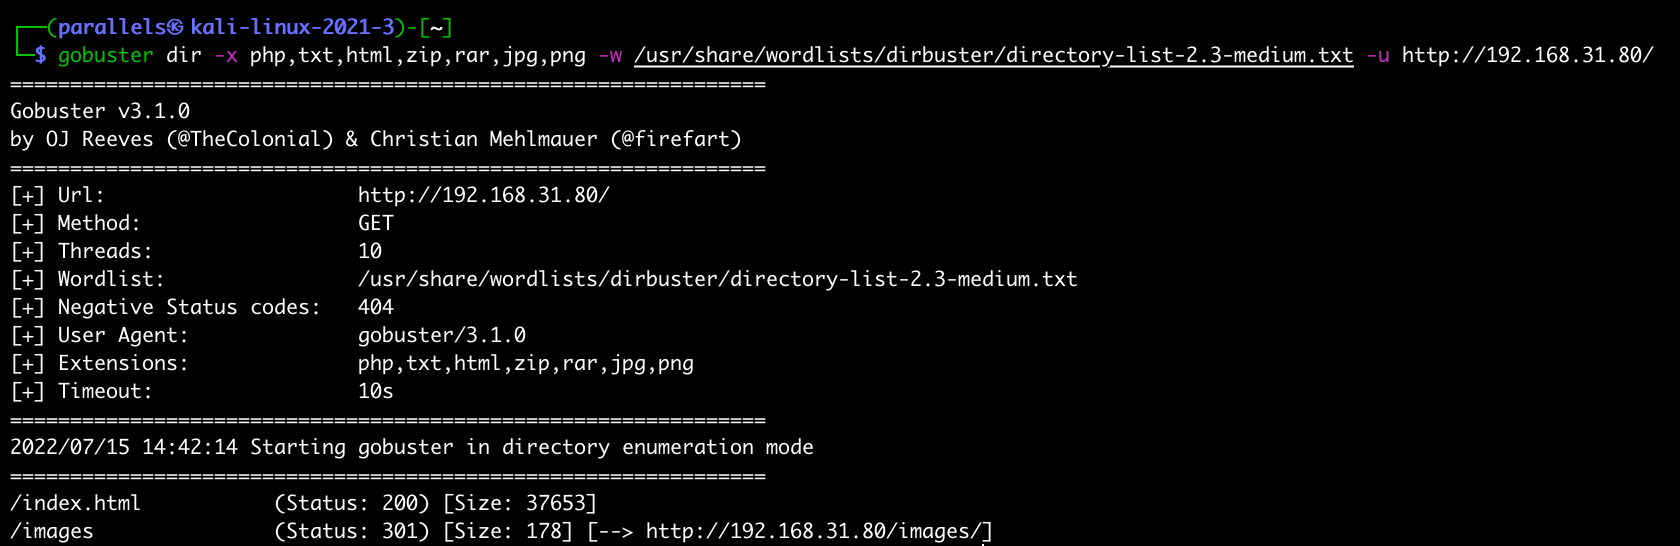 ┌──(parallels㉿kali-linux-2021-3)-[~]
└─$ gobuster dir -x php,txt,html,zip,rar,jpg,png -w /usr/share/wordlists/dirbuster/directory-list-2.3-medium.txt -u http://192.168.31.80/
===============================================================
Gobuster v3.1.0
by OJ Reeves (@TheColonial) & Christian Mehlmauer (@firefart)
===============================================================
[+] Url:                     http://192.168.31.80/
[+] Method:                  GET
[+] Threads:                 10
[+] Wordlist:                /usr/share/wordlists/dirbuster/directory-list-2.3-medium.txt
[+] Negative Status codes:   404
[+] User Agent:              gobuster/3.1.0
[+] Extensions:              php,txt,html,zip,rar,jpg,png
[+] Timeout:                 10s
===============================================================
2022/07/15 14:42:14 Starting gobuster in directory enumeration mode
===============================================================
/index.html           (Status: 200) [Size: 37653]
/images               (Status: 301) [Size: 178] [--> http://192.168.31.80/images/]